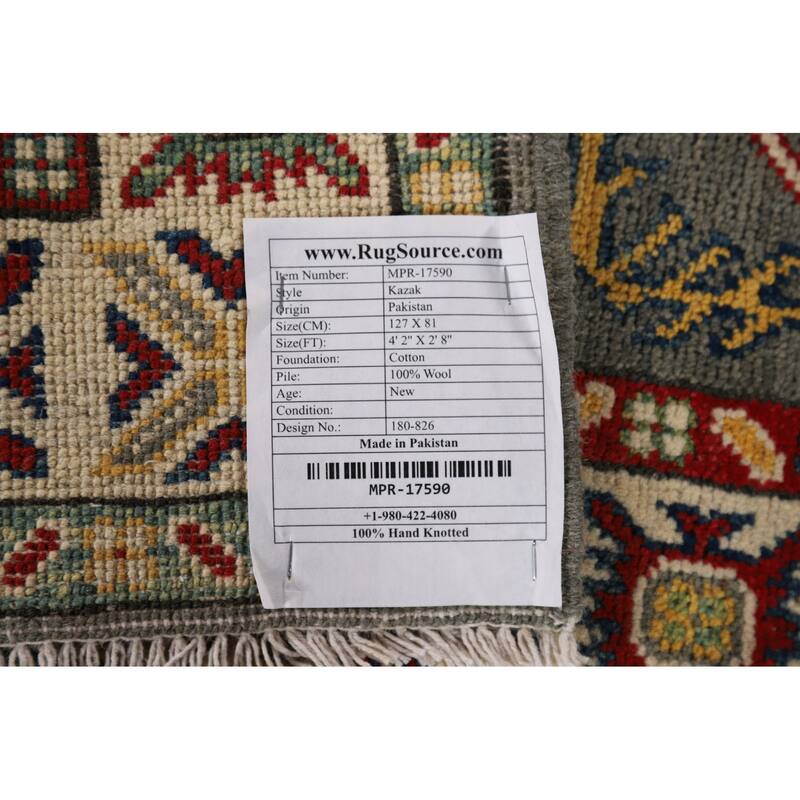 www.RugSource.com
Item Number: MPR-17590
Style Kazak
Origin Pakistan
Size(CM): 127 X 81
Size(FT): 4' 2" X 2' 8"
Foundation: Cotton
Pile: 100% Wool
Age: New
Condition:
Design No.: 180-826
Made in Pakistan
MPR-17590
+1-980-422-4080
100% Hand Knotted